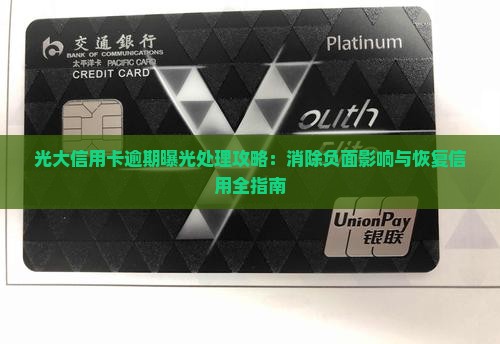 交通銀行
BANK OF COMMUNICATIONS
太平洋卡 PACIFIC CARD
CREDIT CARD
Platinum
Youth
Elite
光大信用卡逾期曝光处理攻略：消除负面影响与恢复信
用全指南
UnionPay
银联